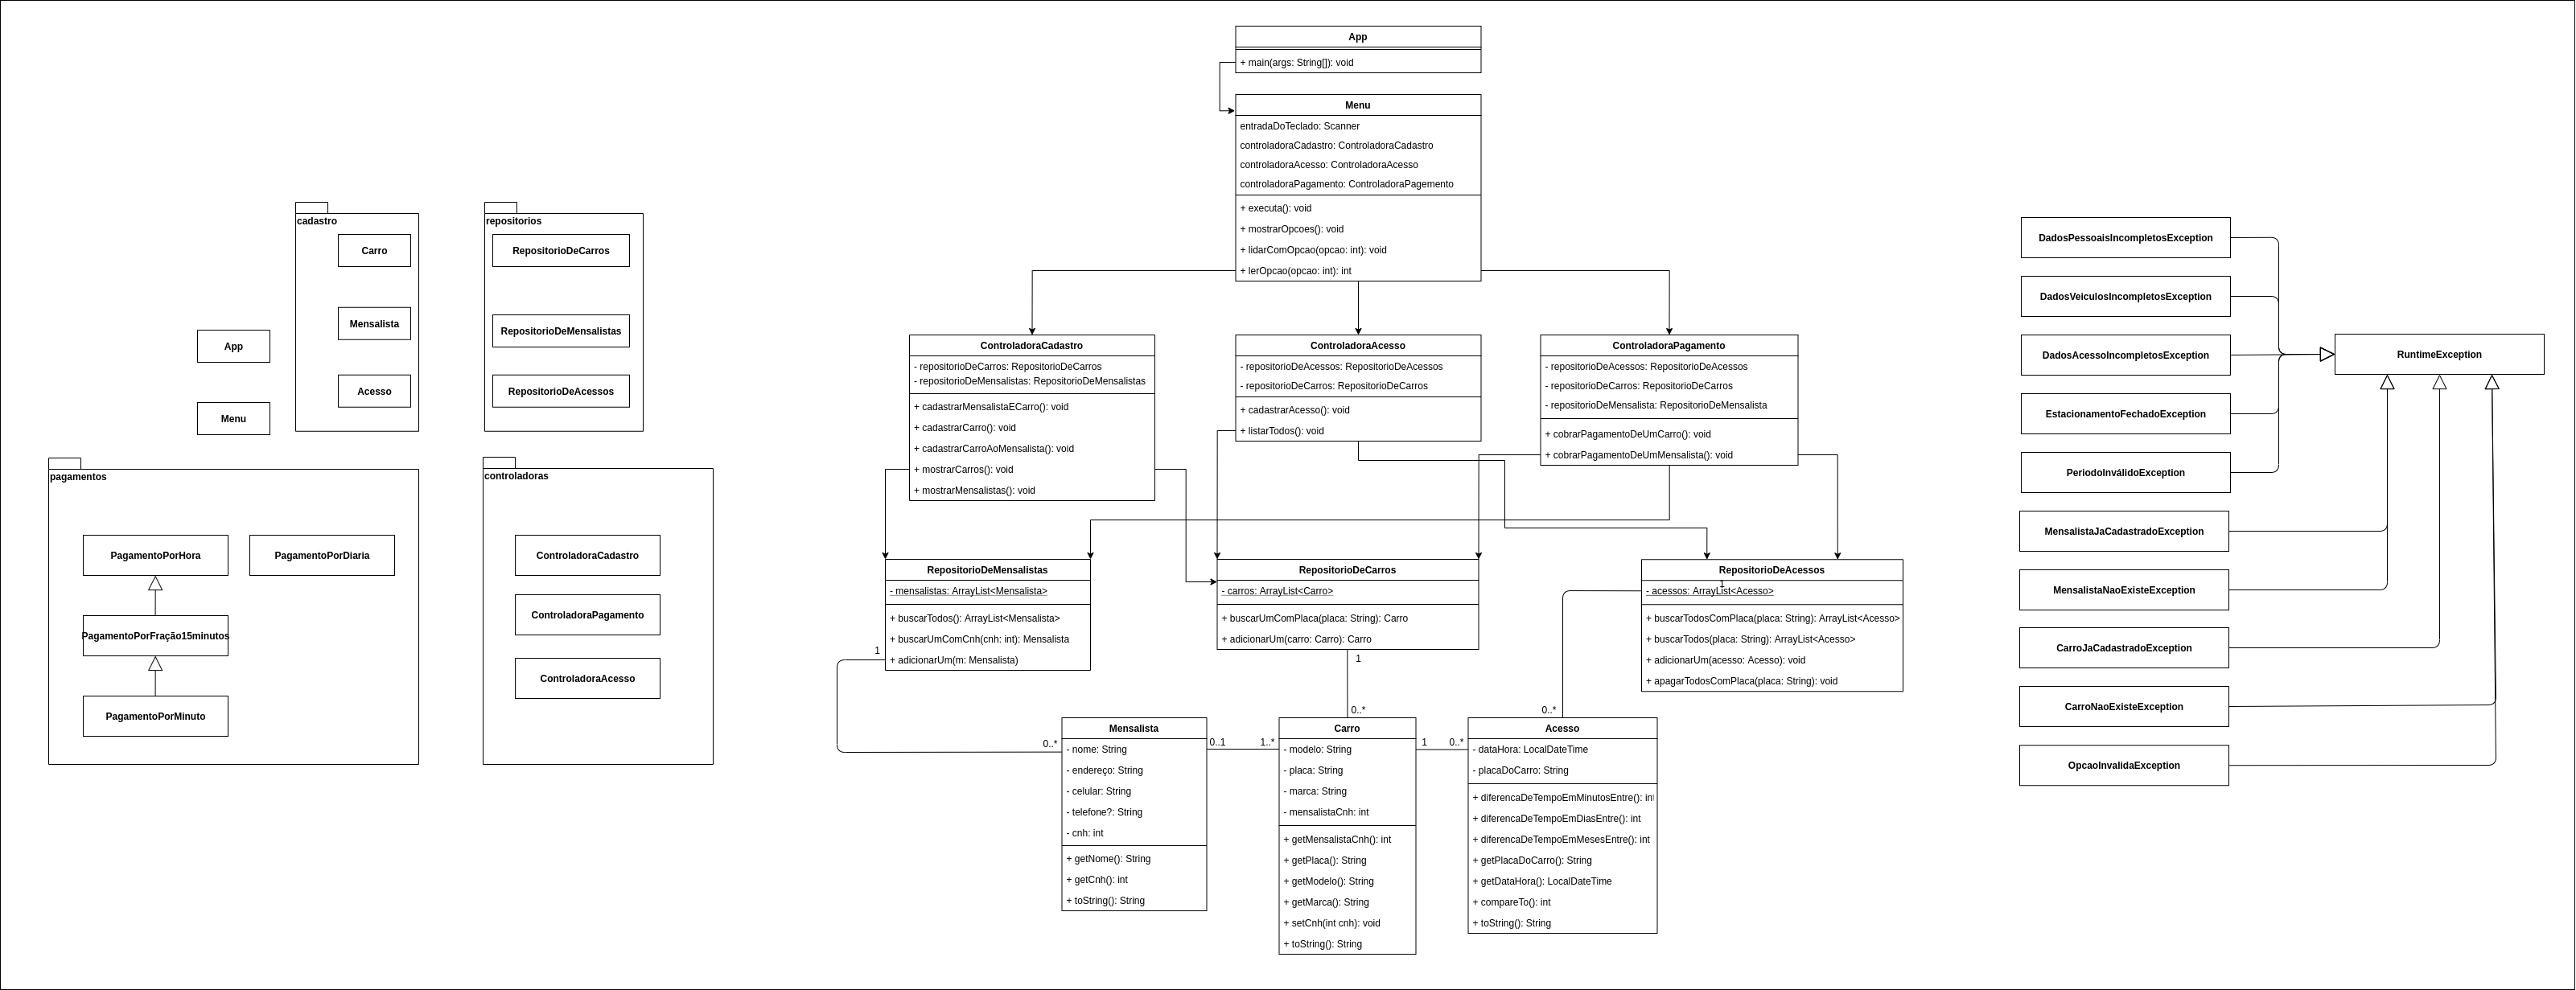 cadastro
Carro
Mensalista
Acesso
repositorios
RepositorioDeCarros
RepositorioDeMensalistas
RepositorioDeAcessos
App
Menu
pagamentos
PagamentoPorHora
PagamentoPorDiaria
PagamentoPorFração15minutos
PagamentoPorMinuto
controladoras
ControladoraCadastro
ControladoraPagamento
ControladoraAcesso
App
+ main(args: String[]): void
Menu
entradaDoTeclado: Scanner
controladoraCadastro: ControladoraCadastro
controladoraAcesso: ControladoraAcesso
controladoraPagamento: ControladoraPagemento
+ executa(): void
+ mostrarOpcoes(): void
+ lidarComOpcao(opcao: int): void
+ lerOpcao(opcao: int): int
ControladoraCadastro
- repositorioDeCarros: RepositorioDeCarros
- repositorioDeMensalistas: RepositorioDeMensalistas
+ cadastrarMensalistaECarro(): void
+ cadastrarCarro(): void
+ cadastrarCarroAoMensalista(): void
+ mostrarCarros(): void
+ mostrarMensalistas(): void
ControladoraAcesso
- repositorioDeAcessos: RepositorioDeAcessos
- repositorioDeCarros: RepositorioDeCarros
+ cadastrarAcesso(): void
+ listarTodos(): void
ControladoraPagamento
- repositorioDeAcessos: RepositorioDeAcessos
- repositorioDeCarros: RepositorioDeCarros
- repositorioDeMensalista: RepositorioDeMensalista
+ cobrarPagamentoDeUmCarro(): void
+ cobrarPagamentoDeUmMensalista(): void
RepositorioDeMensalistas
- mensalistas: ArrayList<Mensalista>
+ buscarTodos(): ArrayList<Mensalista>
+ buscarUmComCnh(cnh: int): Mensalista
+ adicionarUm(m: Mensalista)
1
0..*
RepositorioDeCarros
- carros: ArrayList<Carro>
+ buscarUmComPlaca(placa: String): Carro
+ adicionarUm(carro: Carro): Carro
1
0..*
RepositorioDeAcessos
1
- acessos: ArrayList<Acesso>
+ buscarTodosComPlaca(placa: String): ArrayList<Acesso>
+ buscarTodos(placa: String): ArrayList<Acesso>
+ adicionarUm(acesso: Acesso): void
+ apagarTodosComPlaca(placa: String): void
0..*
Mensalista
- nome: String
- endereço: String
- celular: String
- telefone?: String
- cnh: int
+ getNome(): String
+ getCnh(): int
+ toString(): String
0..1
1..*
Carro
- modelo: String
- placa: String
- marca: String
- mensalistaCnh: int
+ getMensalistaCnh(): int
+ getPlaca(): String
+ getModelo(): String
+ getMarca(): String
+ setCnh(int cnh): void
+ toString(): String
1
0..*
Acesso
- dataHora: LocalDateTime
- placaDoCarro: String
+ diferencaDeTempoEmMinutosEntre(): int
+ diferencaDeTempoEmDiasEntre(): int
+ diferencaDeTempoEmMesesEntre(): int
+ getPlacaDoCarro(): String
+ getDataHora(): LocalDateTime
+ compareTo(): int
+ toString(): String
DadosPessoaisIncompletosException
DadosVeiculosIncompletosException
DadosAcessoIncompletosException
EstacionamentoFechadoException
PeriodoInválidoException
MensalistaJaCadastradoException
MensalistaNaoExisteException
CarroJaCadastradoException
CarroNaoExisteException
OpcaoInvalidaException
RuntimeException